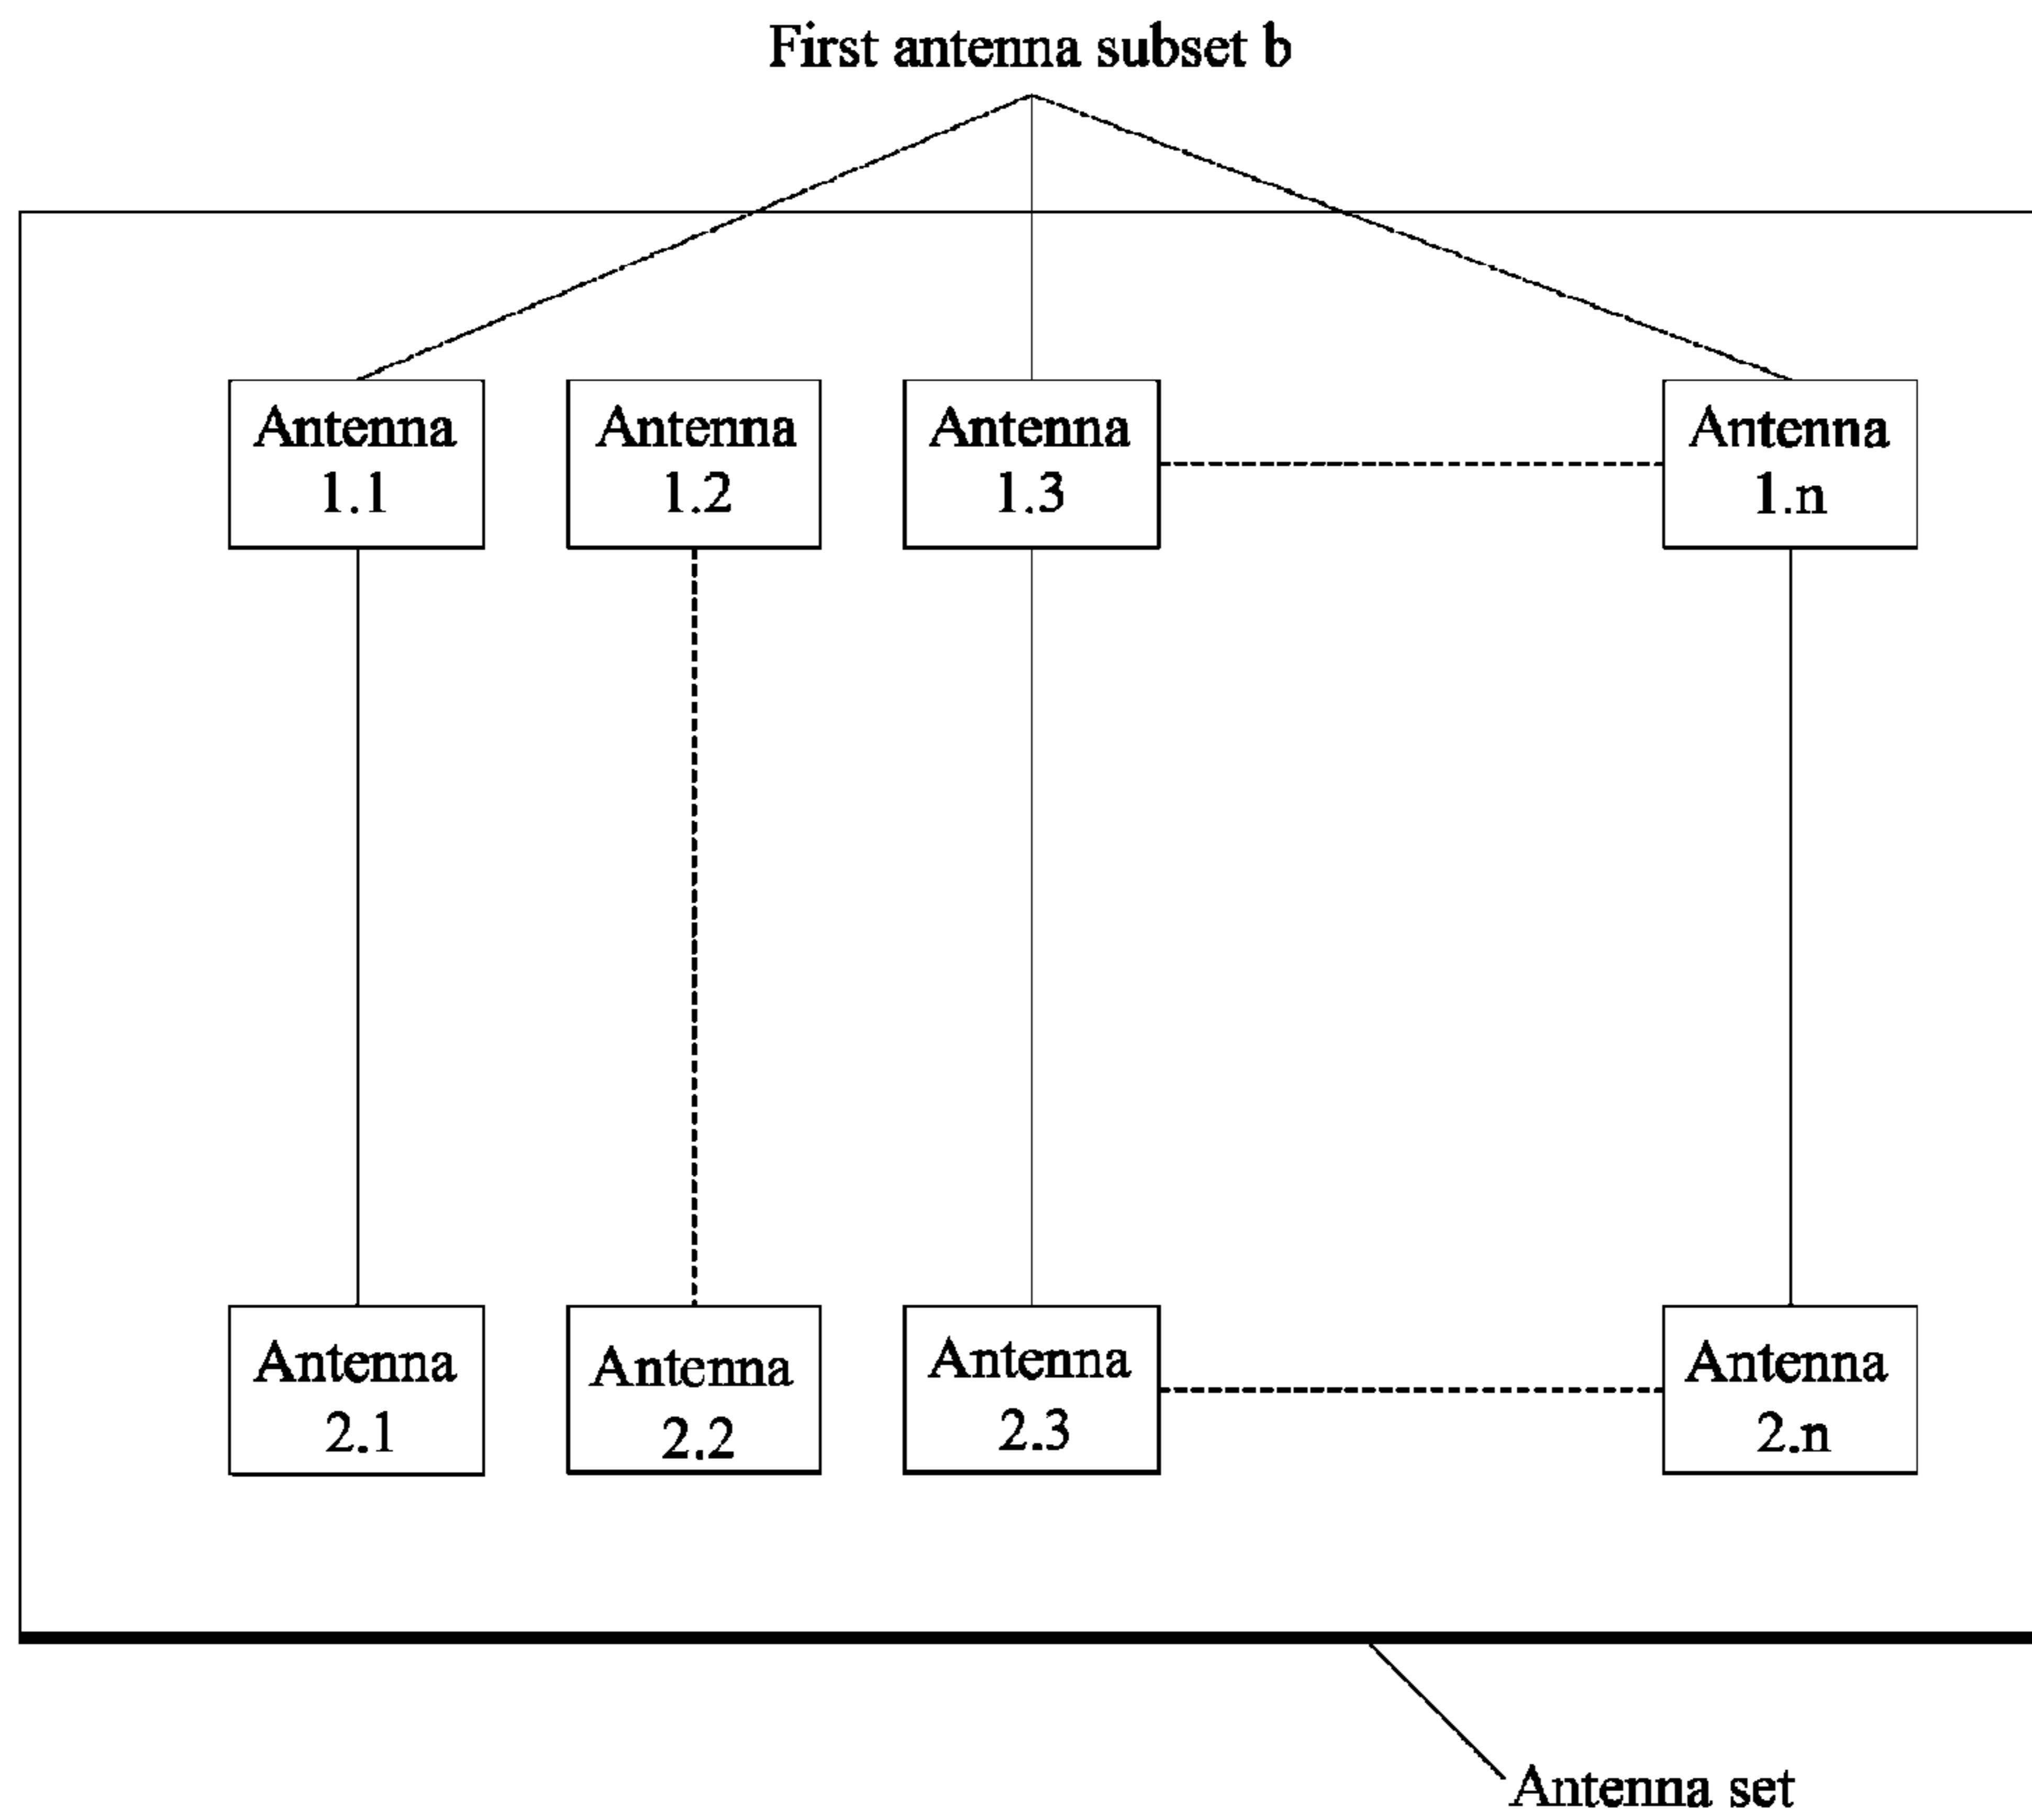 First antenna subset b
Antenna
1.1
Antenna
1.2
Antenna
1.3
Antenna
1.n
Antenna
2.1
Antenna
2.2
Antenna
2.3
Antenna
2.n
Antenna set